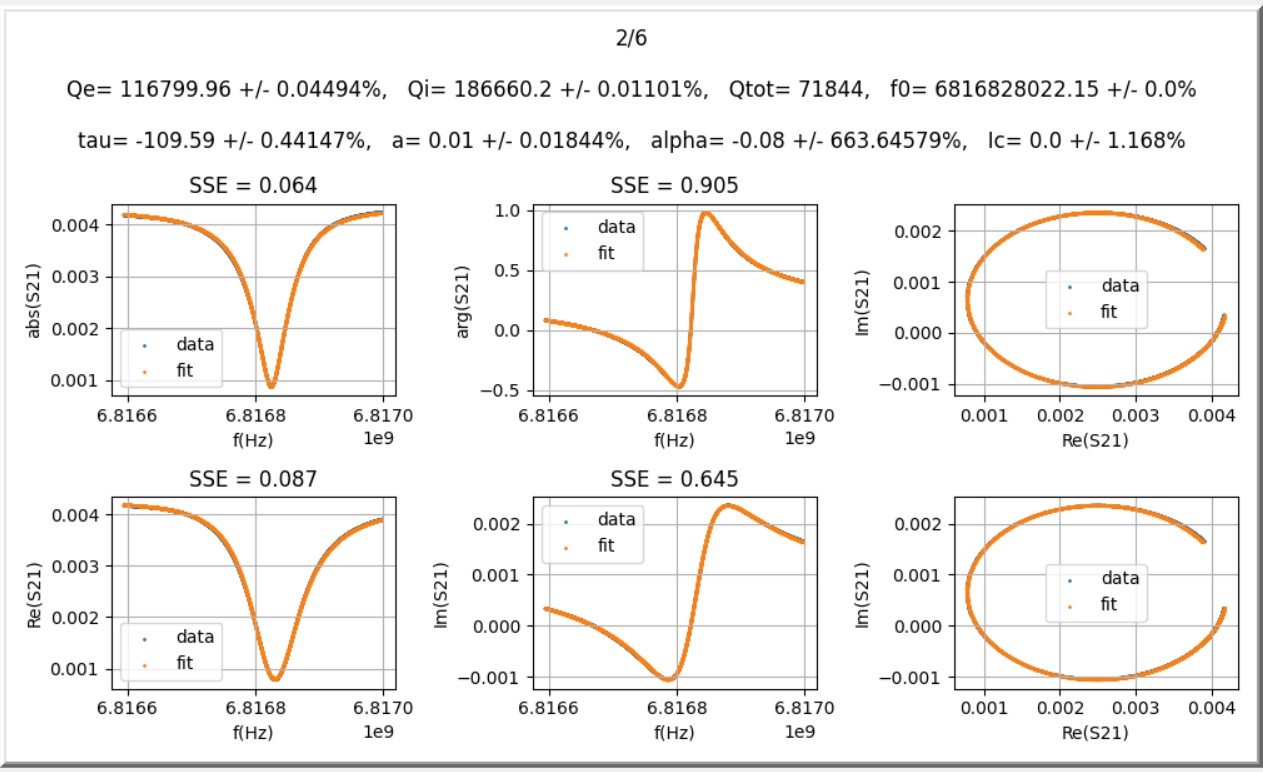 2/6
Qe= 116799.96 +/- 0.04494%, Qi= 186660.2 +/- 0.01101%, Qtot= 71844, f0= 6816828022.15 +/- 0.0%
tau= -109.59 +/- 0.44147%, a= 0.01 +/- 0.01844%, alpha= -0.08 +/- 663.64579%, Ic= 0.0 +/- 1.168%
SSE = 0.064
abs(S21)
0.004
0.003
0.002
0.001
data
fit
6.8166 6.8168 6.8170
f(Hz)
1e9
SSE = 0.905
arg(S21)
1.0
0.5
0.0
−0.5
data
fit
6.8166 6.8168 6.8170
f(Hz)
1e9
Im(S21)
0.002
0.001
0.000
−0.001
data
fit
0.001 0.002 0.003 0.004
Re(S21)
SSE = 0.087
Re(S21)
0.004
0.003
0.002
0.001
data
fit
6.8166 6.8168 6.8170
f(Hz)
1e9
SSE = 0.645
Im(S21)
0.002
0.001
0.000
−0.001
data
fit
6.8166 6.8168 6.8170
f(Hz)
1e9
Im(S21)
0.002
0.001
0.000
−0.001
data
fit
0.001 0.002 0.003 0.004
Re(S21)